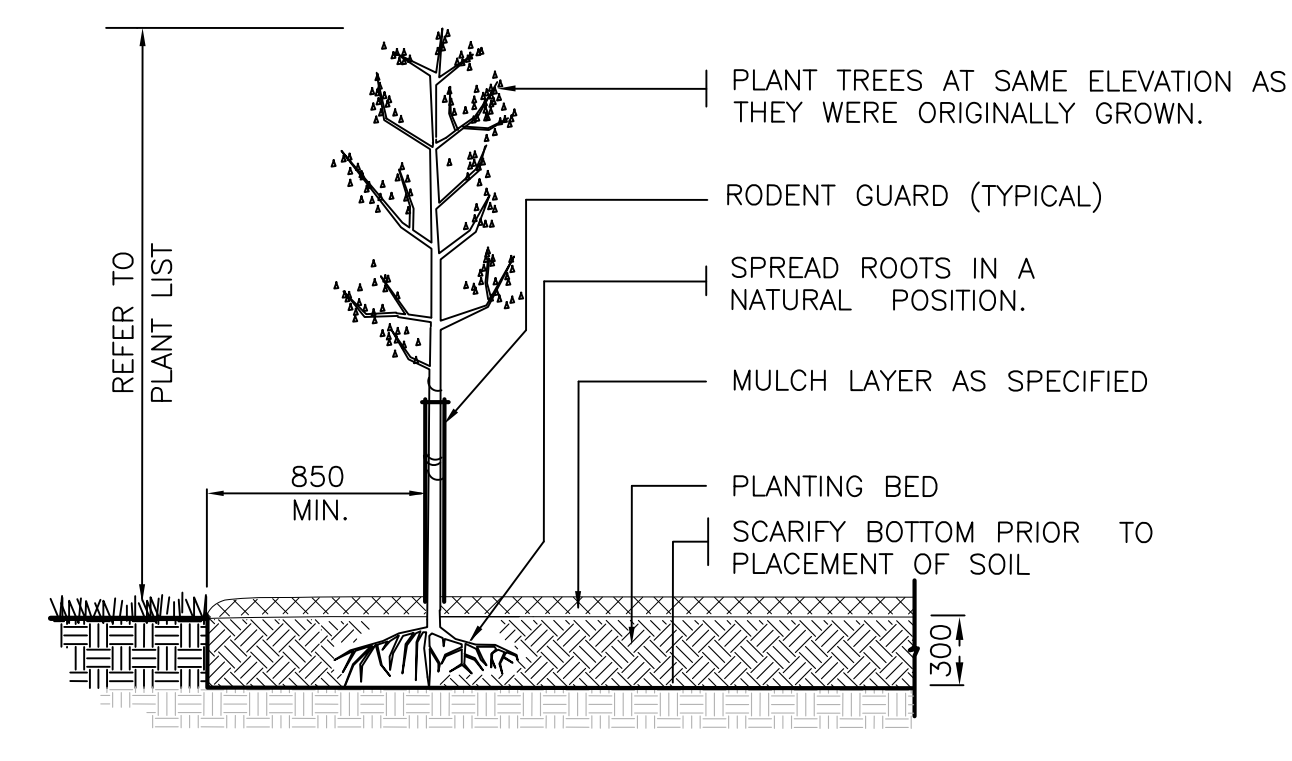 PLANT TREES AT SAME ELEVATION AS
THEY WERE ORIGINALLY GROWN.
RODENT GUARD (TYPICAL)
SPREAD ROOTS IN A
NATURAL POSITION.
MULCH LAYER AS SPECIFIED
PLANTING BED
SCARIFY BOTTOM PRIOR TO
PLACEMENT OF SOIL
REFER TO
PLANT LIST
850
MIN.
300